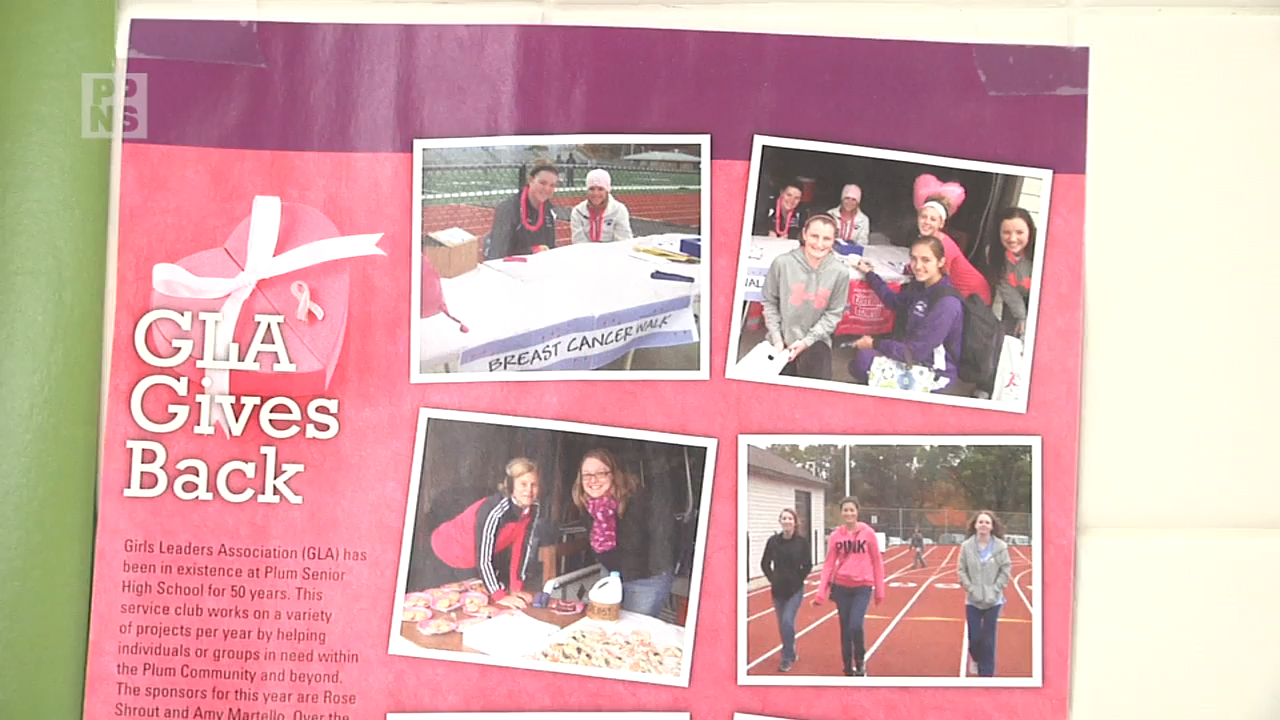 PP
NS
GLA
Gives
Back
Girls Leaders Association (GLA) has
been in existence at Plum Senior
High School for 50 years. This
service club works on a variety
of projects per year by helping
individuals or groups in need within
the Plum Community and beyond.
The sponsors for this year are Rose
Shrout and Amy Martello. Over the
BREAST CANCER WALK
PINK